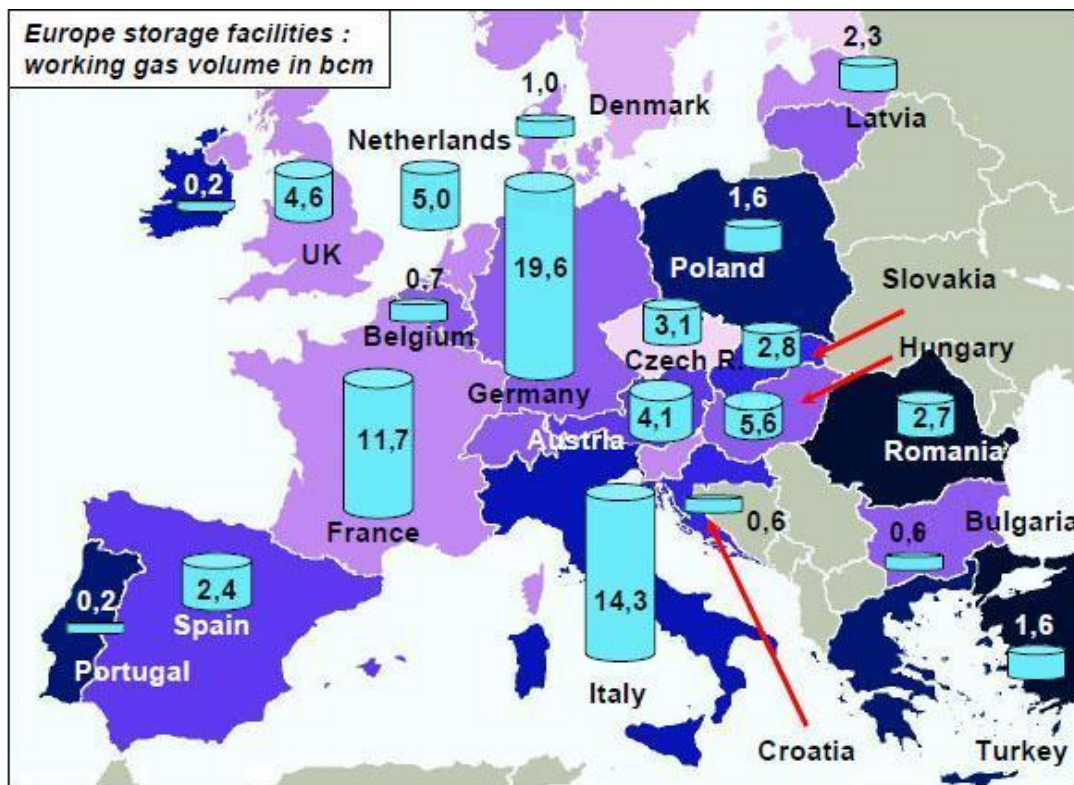 Europe storage facilities :
working gas volume in bcm
2,3
Latvia
1,0
Denmark
Netherlands
5,0
0,2
4,6
UK
1,6
Poland
19,6
Germany
0,7
Belgium
Slovakia
3,1
Czech R.
2,8
Hungary
11,7
France
4,1
Austria
5,6
2,7
Romania
0,6
0,6
Bulgaria
2,4
Spain
0,2
Portugal
14,3
Italy
1,6
Croatia
Turkey